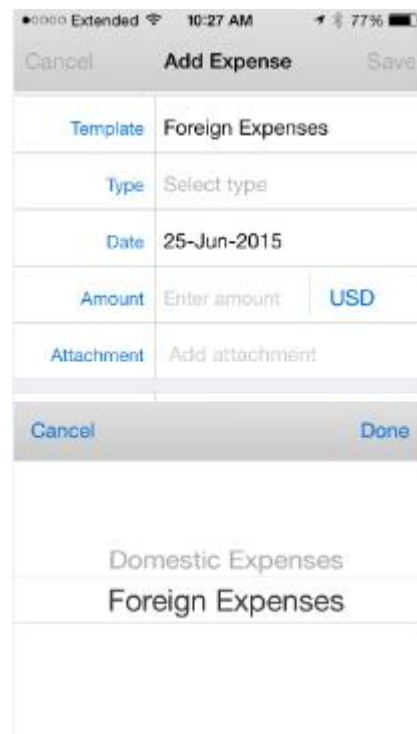 Extended 10:27 AM 77%
Cancel Add Expense Save
Template Foreign Expenses
Type Select type
Date 25-Jun-2015
Amount Enter amount USD
Attachment Add attachment
Cancel Done
Domestic Expenses
Foreign Expenses